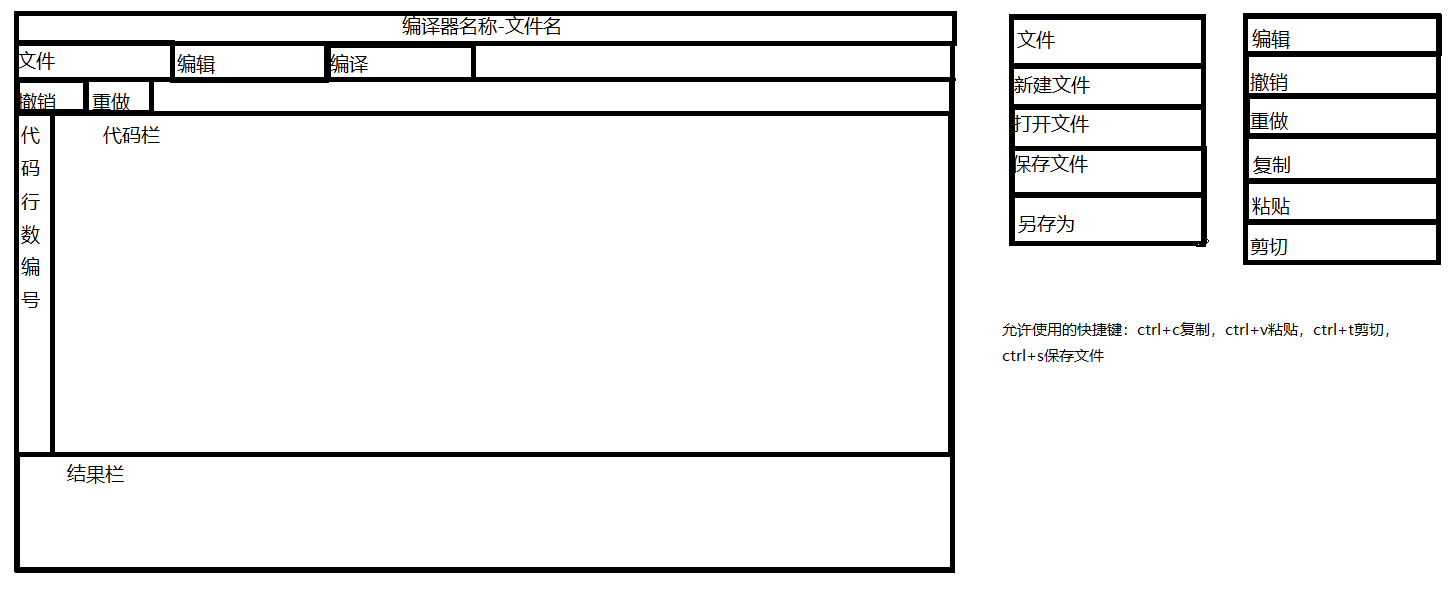 编译器名称-文件名
文件
编辑
编译
撤销
重做
代
码
行
数
编
号
代码栏
结果栏
文件
新建文件
打开文件
保存文件
另存为
编辑
撤销
重做
复制
粘贴
剪切
允许使用的快捷键：ctrl+c复制，ctrl+v粘贴，ctrl+t剪切，
ctrl+s保存文件